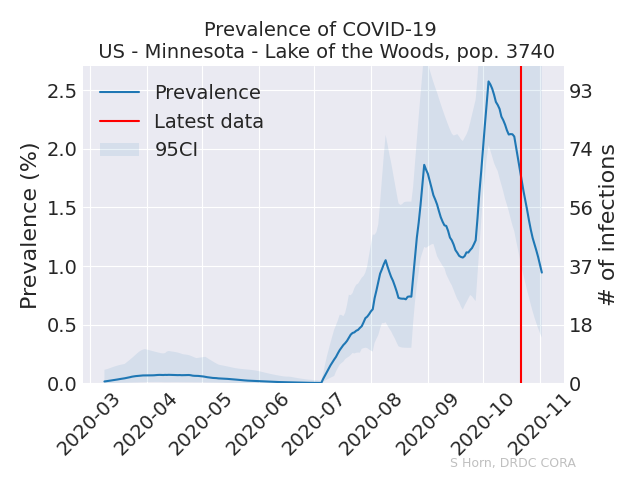 Prevalence of COVID-19
US - Minnesota - Lake of the Woods, pop. 3740
Prevalence
Latest data
95CI
Prevalence (%)
2.5
2.0
1.5
1.0
0.5
0.0
93
74
56
37
18
0
# of infections
2020-03
2020-04
2020-05
2020-06
2020-07
2020-08
2020-09
2020-10
2020-11
S Horn, DRDC CORA